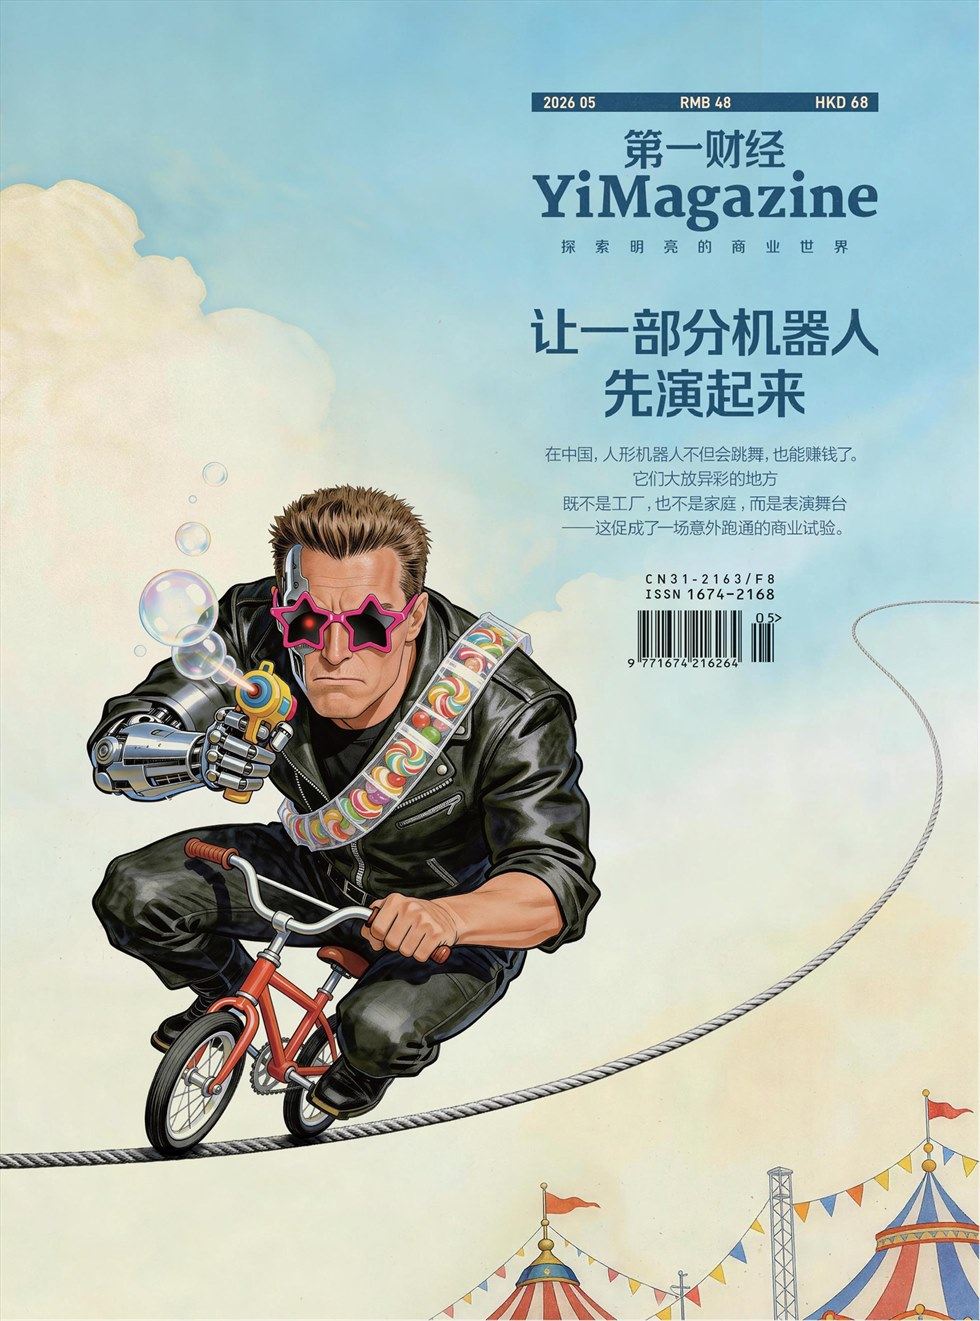 2026 05 RMB 48 HKD 68
第一财经
YiMagazine
探索明亮的商业世界
让一部分机器人
先演起来
在中国，人形机器人不但会跳舞，也能赚钱了。
它们大放异彩的地方
既不是工厂，也不是家庭，而是表演舞台
——这促成了一场意外跑通的商业试验。
CN31-2163/F8
ISSN 1674-2168
05>
9 771674 216264